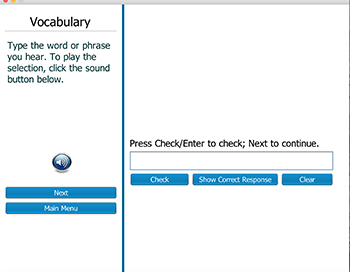 Vocabulary
Type the word or phrase
you hear. To play the
selection, click the sound
button below.
Next
Main Menu
Press Check/Enter to check; Next to continue.
Check
Show Correct Response
Clear